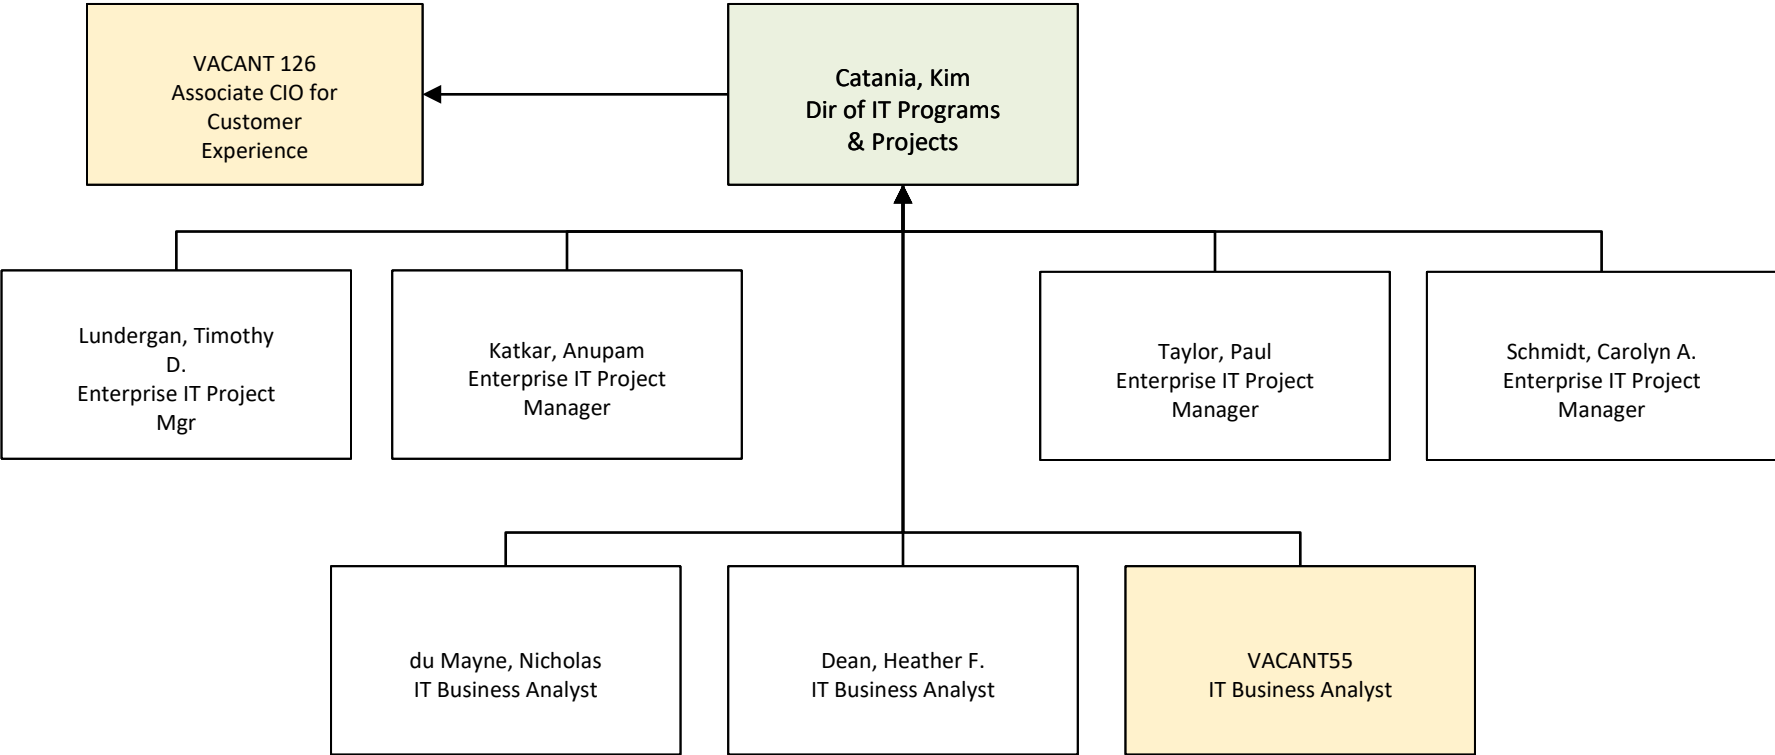 VACANT 126
Associate CIO for
Customer
Experience
Catania, Kim
Dir of IT Programs
& Projects
Lundergan, Timothy
D.
Enterprise IT Project
Mgr
Katkar, Anupam
Enterprise IT Project
Manager
Taylor, Paul
Enterprise IT Project
Manager
Schmidt, Carolyn A.
Enterprise IT Project
Manager
du Mayne, Nicholas
IT Business Analyst
Dean, Heather F.
IT Business Analyst
VACANT55
IT Business Analyst